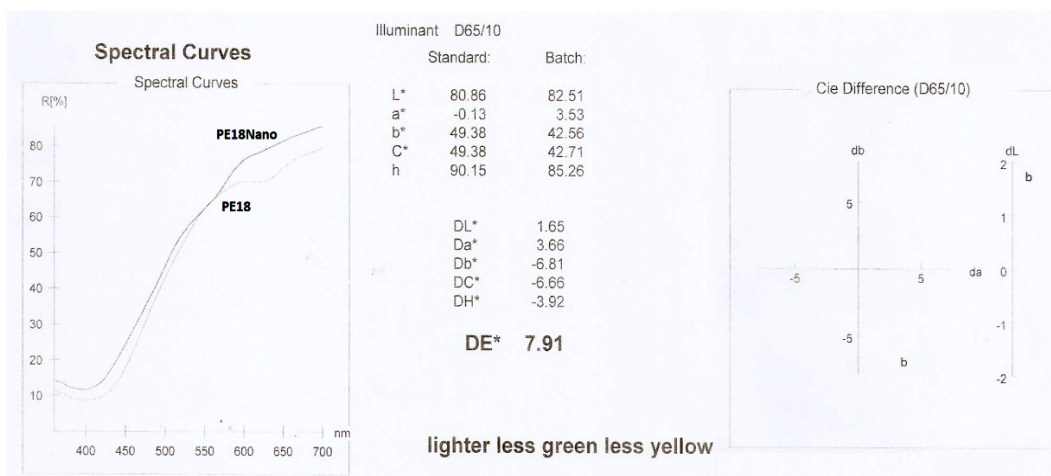 Spectral Curves
Spectral Curves
R[%]
80
70
60
50
40
30
20
10
400 450 500 550 600 650 700 nm
PE18Nano
PE18
Illuminant D65/10
Standard: Batch:
L* 80.86 82.51
a* -0.13 3.53
b* 49.38 42.56
C* 49.38 42.71
h 90.15 85.26
DL* 1.65
Da* 3.66
Db* -6.81
DC* -6.66
DH* -3.92
DE* 7.91
lighter less green less yellow
Cie Difference (D65/10)
db
5
-5 5 da
-5
b
dL
2
b
1
0
-1
-2